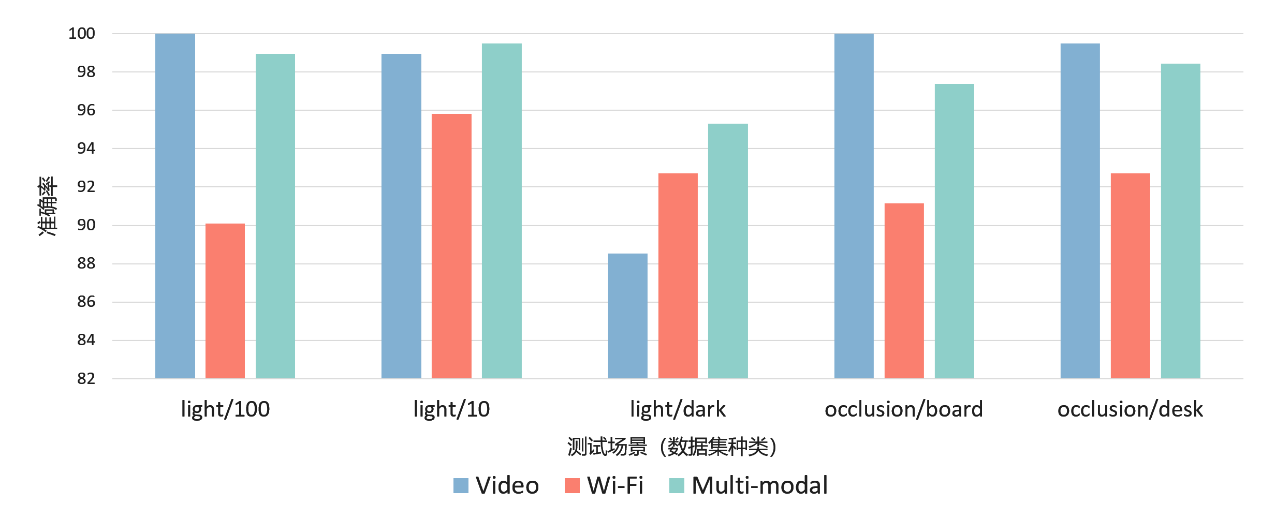 100
98
96
94
92
90
88
86
84
82
准确率
light/100 light/10 light/dark occlusion/board occlusion/desk
测试场景（数据集种类）
Video Wi-Fi Multi-modal